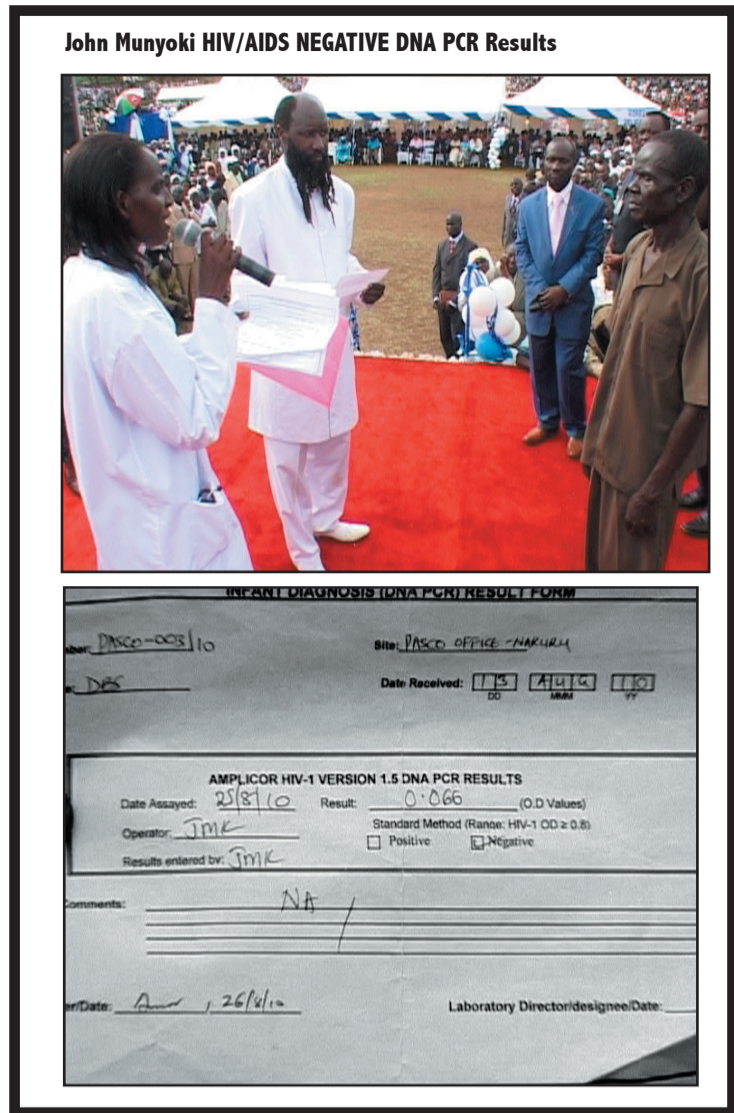 John Munyoki HIV/AIDS NEGATIVE DNA PCR Results
INFANT DIAGNOSIS (DNA PCR) RESULT FORM
PASCO-003/10 Site: PASCO OFFICE-NAKURU
DBS Date Received: 13 AUG 10
DD MMM YY
AMPLICOR HIV-1 VERSION 1.5 DNA PCR RESULTS
Date Assayed: 25/8/10 Result: 0.066 (O.D Values)
Operator: JMK Standard Method (Range: HIV-1 OD ≥ 0.8)
Positive Negative
Results entered by: JMK
Comments: NA
/Date: , 26/8/10 Laboratory Director/designee/Date: